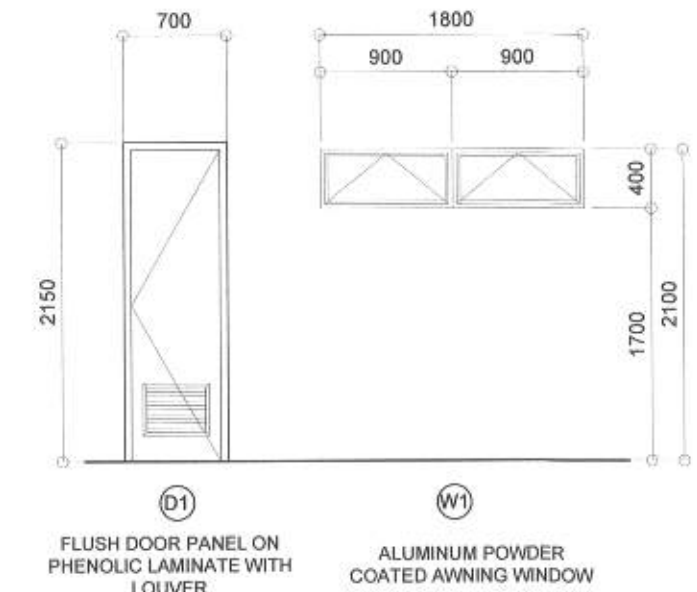 700
1800
900
900
2150
400
1700
2100
D1
W1
FLUSH DOOR PANEL ON
PHENOLIC LAMINATE WITH
LOUVER
ALUMINUM POWDER
COATED AWNING WINDOW